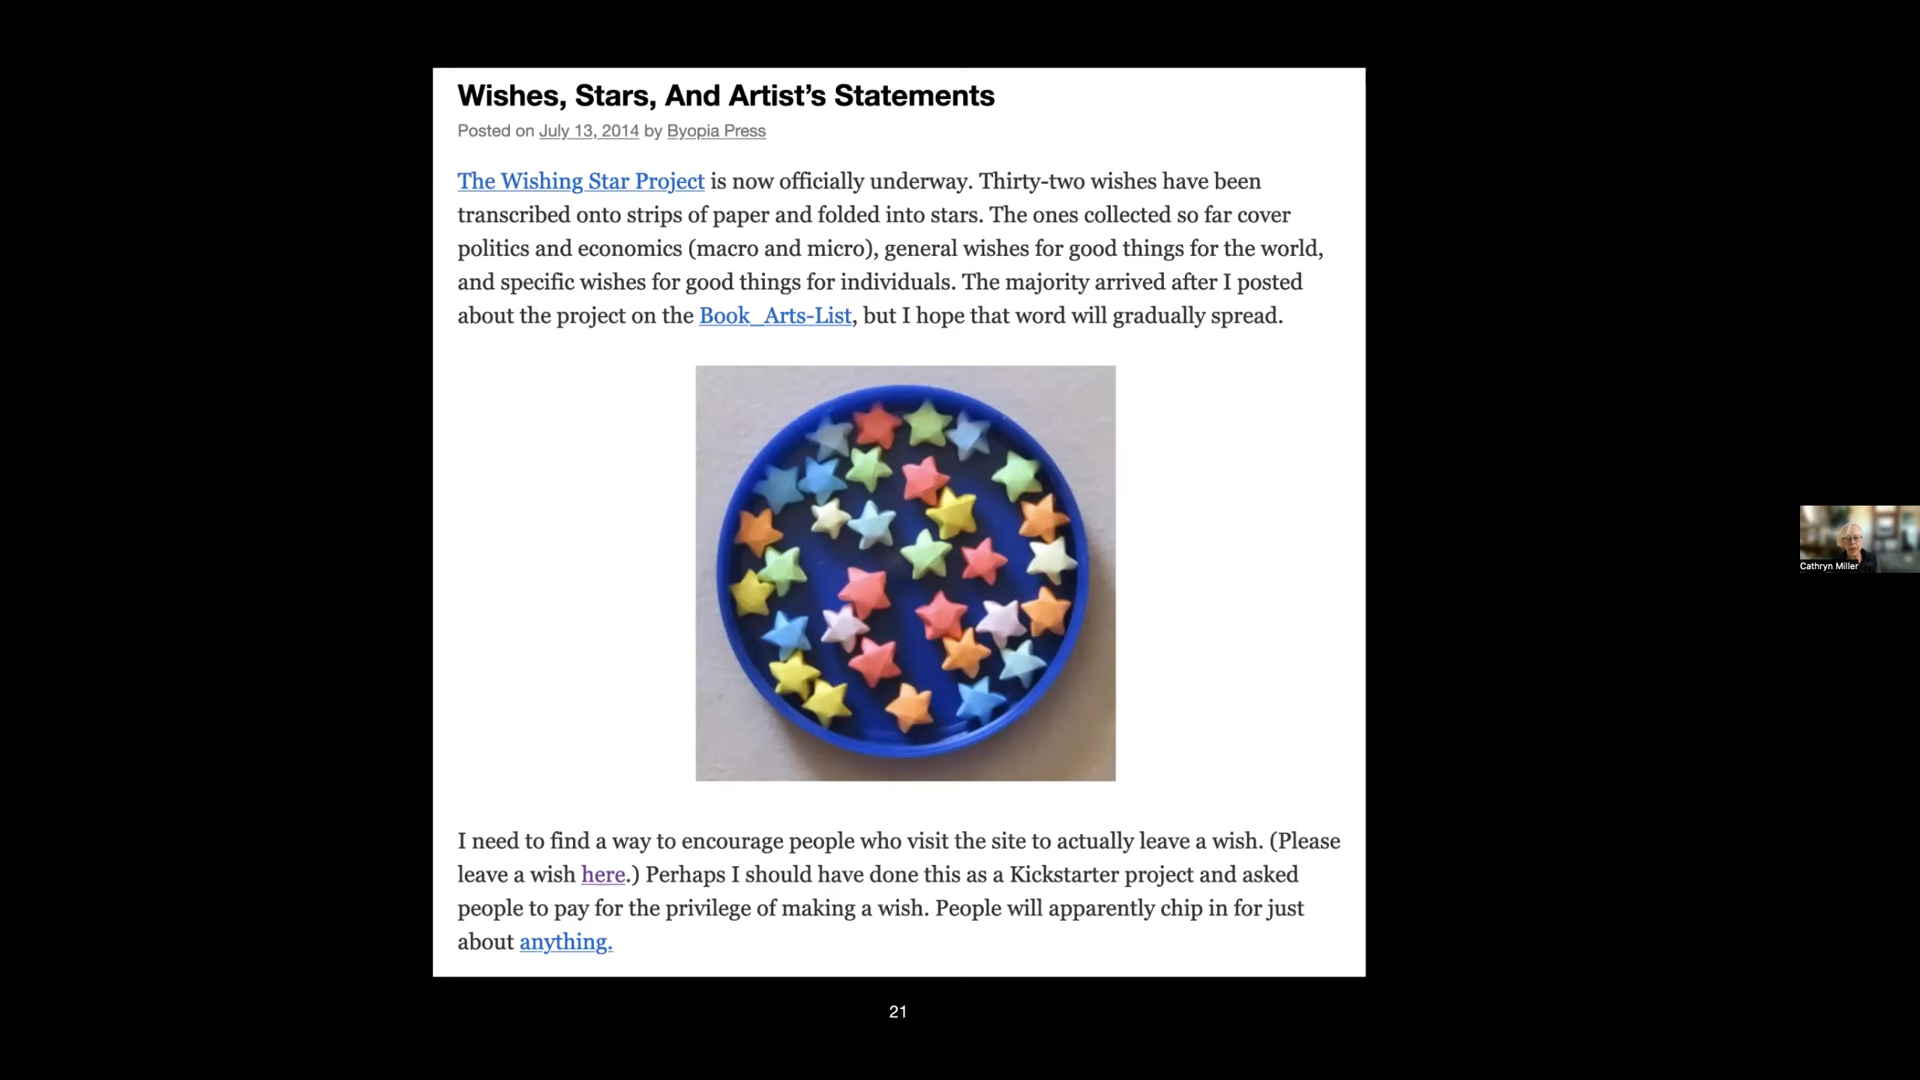 Wishes, Stars, And Artist’s Statements
Posted on July 13, 2014 by Byopia Press
The Wishing Star Project is now officially underway. Thirty-two wishes have been
transcribed onto strips of paper and folded into stars. The ones collected so far cover
politics and economics (macro and micro), general wishes for good things for the world,
and specific wishes for good things for individuals. The majority arrived after I posted
about the project on the Book_Arts-List, but I hope that word will gradually spread.
I need to find a way to encourage people who visit the site to actually leave a wish. (Please
leave a wish here.) Perhaps I should have done this as a Kickstarter project and asked
people to pay for the privilege of making a wish. People will apparently chip in for just
about anything.
21
Cathryn Miller